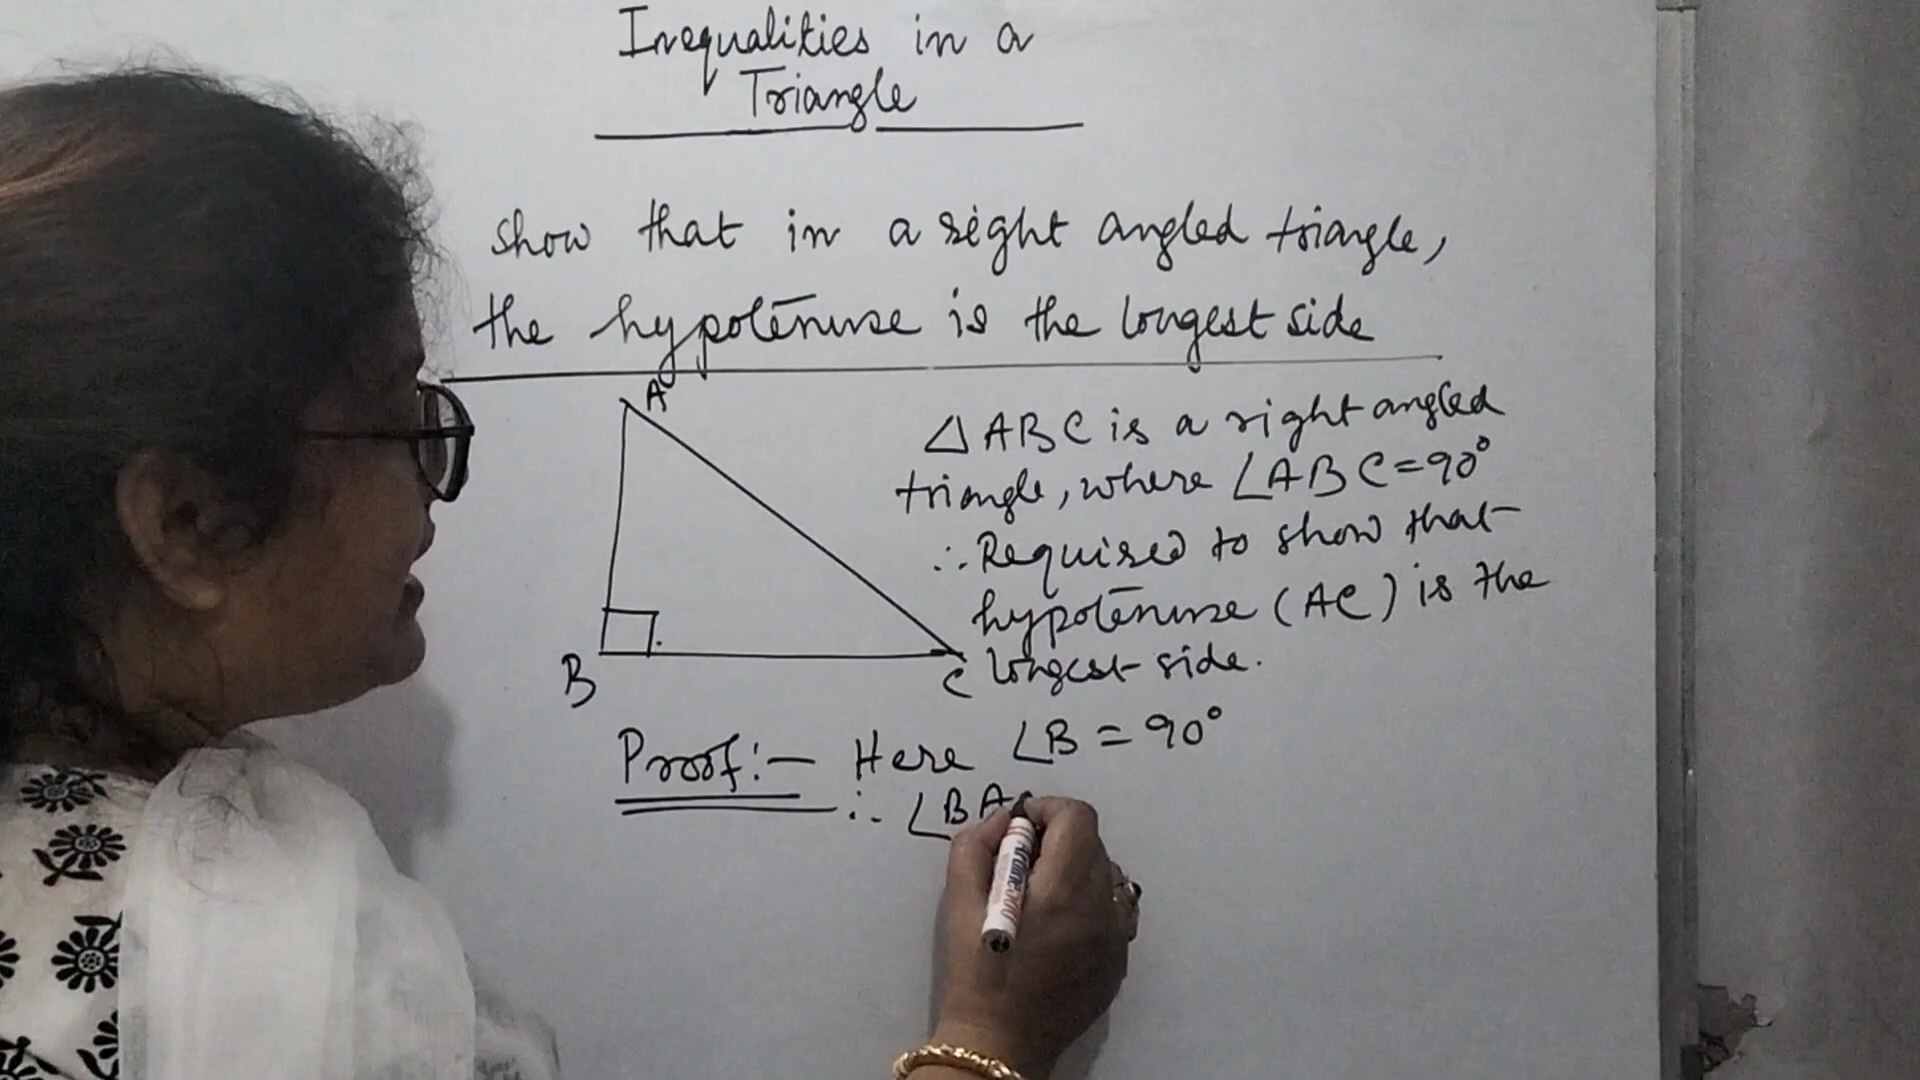 Inequalities in a
Triangle
Show that in a right angled triangle,
the hypotenuse is the longest side
A
B
C
△ABC is a right angled
triangle, where ∠ABC=90°
∴ Required to show that
hypotenuse (AC) is the
longest side.
Proof:— Here ∠B = 90°
∴ ∠BA